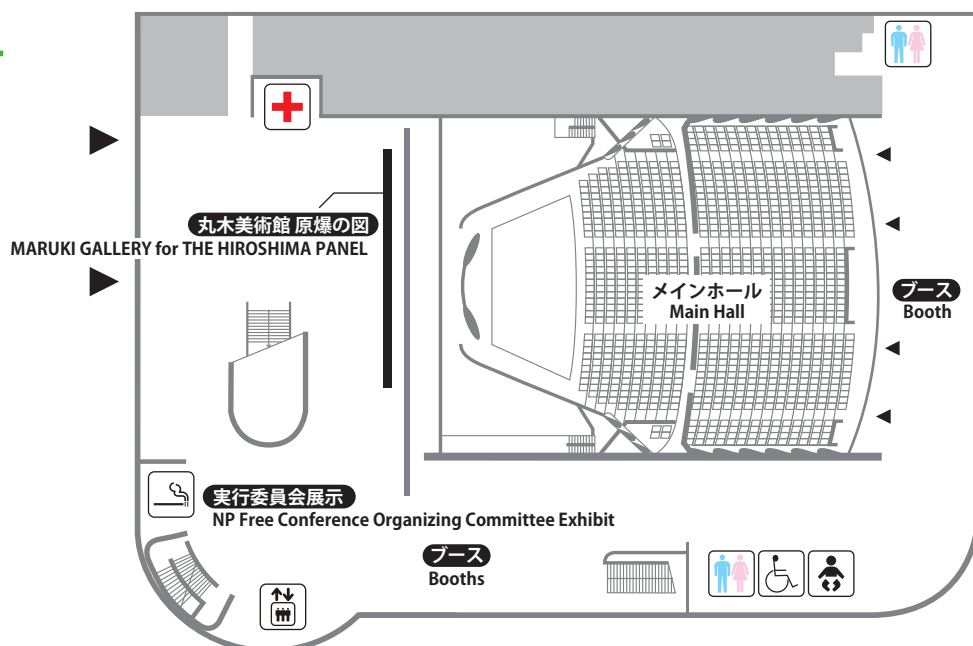 丸木美術館 原爆の図
MARUKI GALLERY for THE HIROSHIMA PANEL
メインホール
Main Hall
ブース
Booth
実行委員会展示
NP Free Conference Organizing Committee Exhibit
ブース
Booths